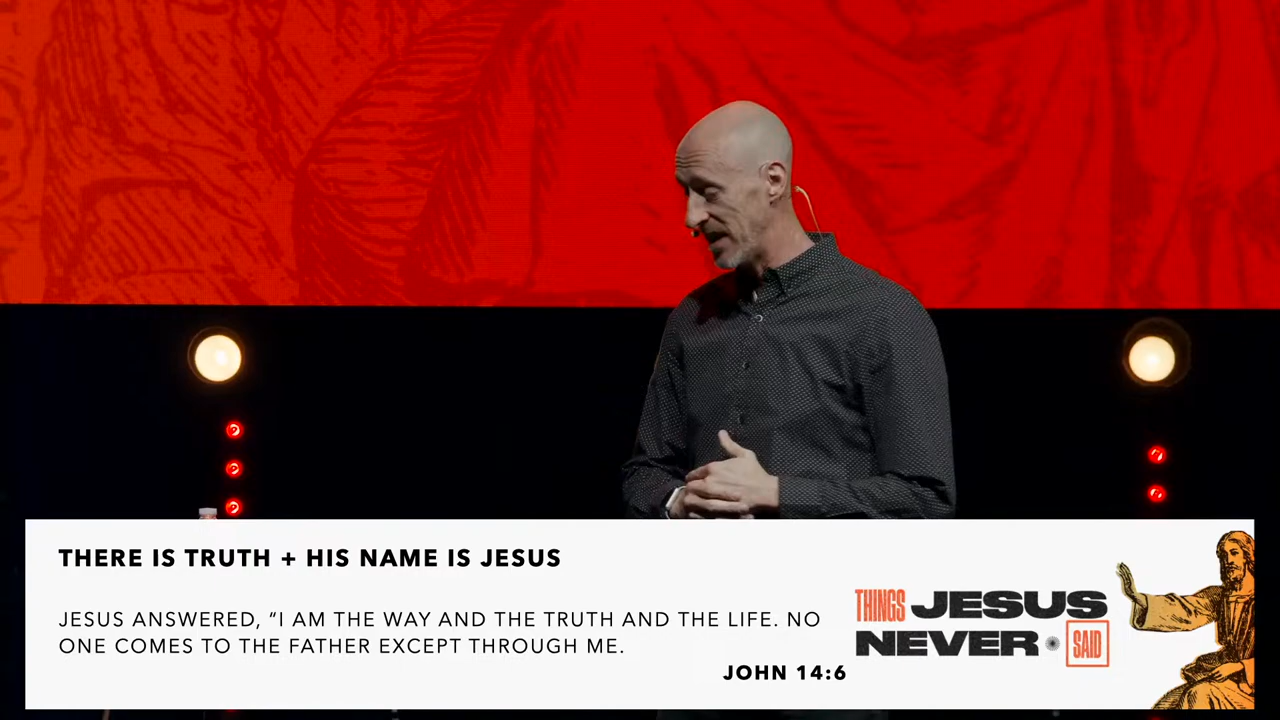 THERE IS TRUTH + HIS NAME IS JESUS
JESUS ANSWERED, “I AM THE WAY AND THE TRUTH AND THE LIFE. NO
ONE COMES TO THE FATHER EXCEPT THROUGH ME.
JOHN 14:6
THINGS JESUS
NEVER SAID